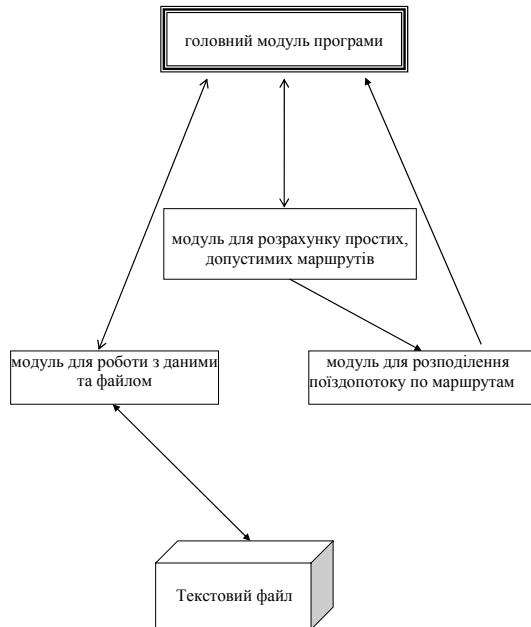 головний модуль програми
модуль для розрахунку простих,
допустимих маршрутів
модуль для роботи з даними
та файлом
модуль для розподілення
поїздопотоку по маршрутам
Текстовий файл